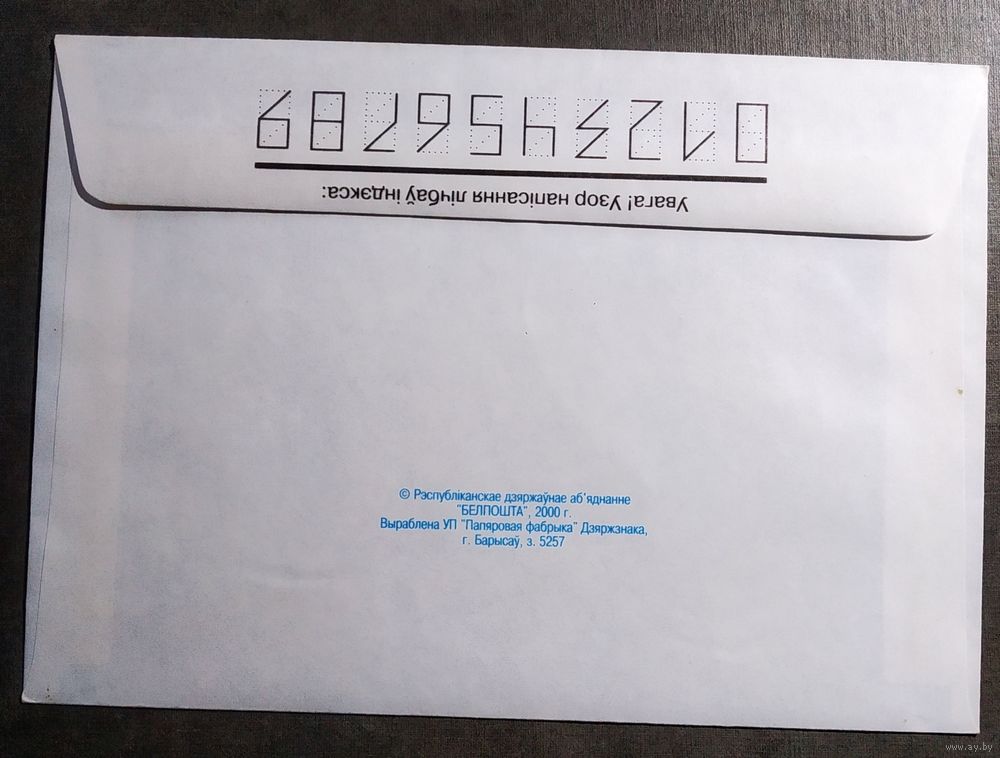 Увага! Узор напісання лічбаў індэкса:
0123456789
© Рэспубліканскае дзяржаўнае аб'яднанне
"БЕЛПОШТА", 2000 г.
Выраблена УП "Папяровая фабрыка" Дзяржзнака,
г. Барысаў, з. 5257
www.ay.by